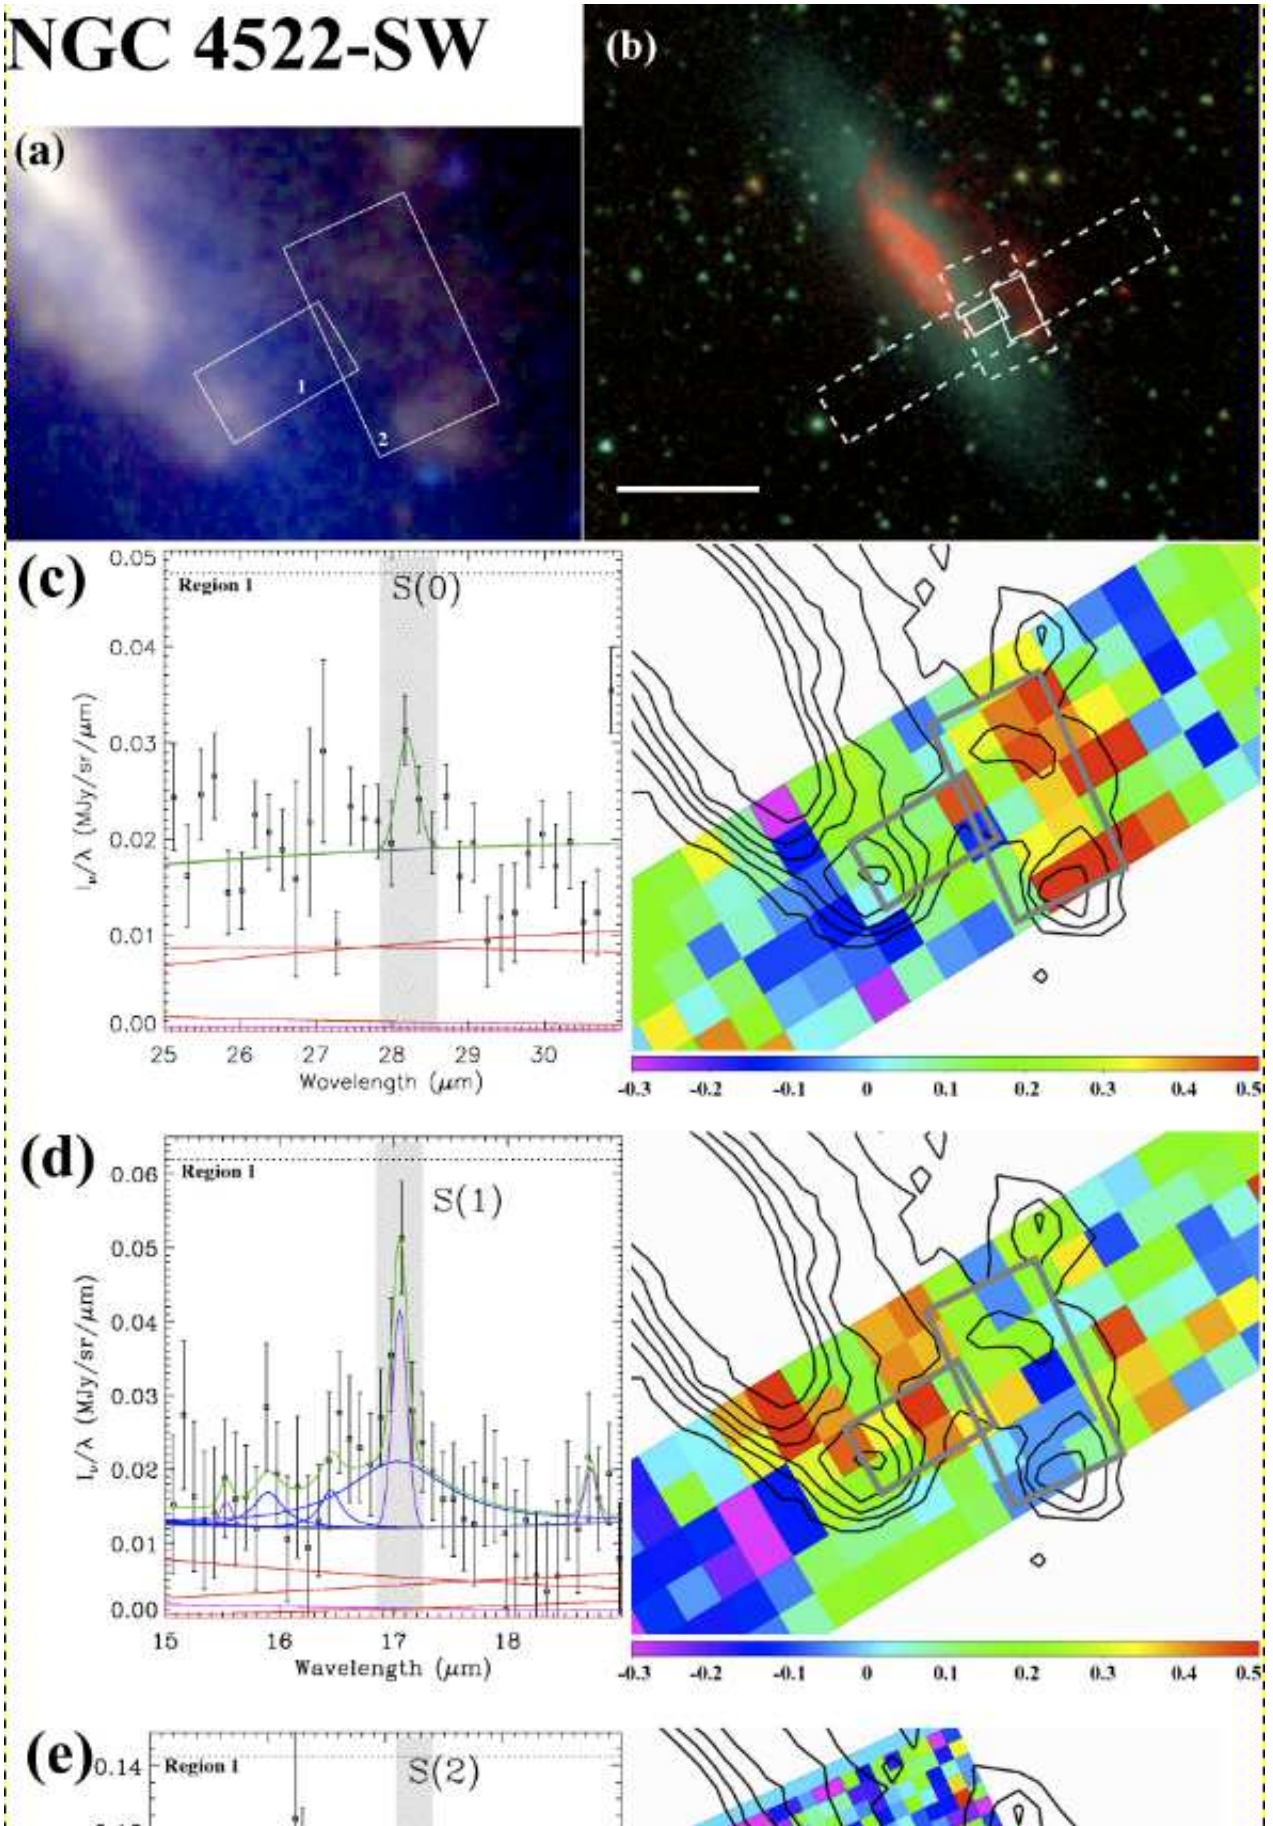 NGC 4522-SW
(a)
1
2
(b)
(c)
Region 1
S(0)
0.05
0.04
0.03
0.02
0.01
0.00
I_ν/λ (MJy/sr/μm)
25 26 27 28 29 30
Wavelength (μm)
-0.3 -0.2 -0.1 0 0.1 0.2 0.3 0.4 0.5
(d)
Region 1
S(1)
0.06
0.05
0.04
0.03
0.02
0.01
0.00
I_ν/λ (MJy/sr/μm)
15 16 17 18
Wavelength (μm)
-0.3 -0.2 -0.1 0 0.1 0.2 0.3 0.4 0.5
(e)
0.14
Region 1
S(2)